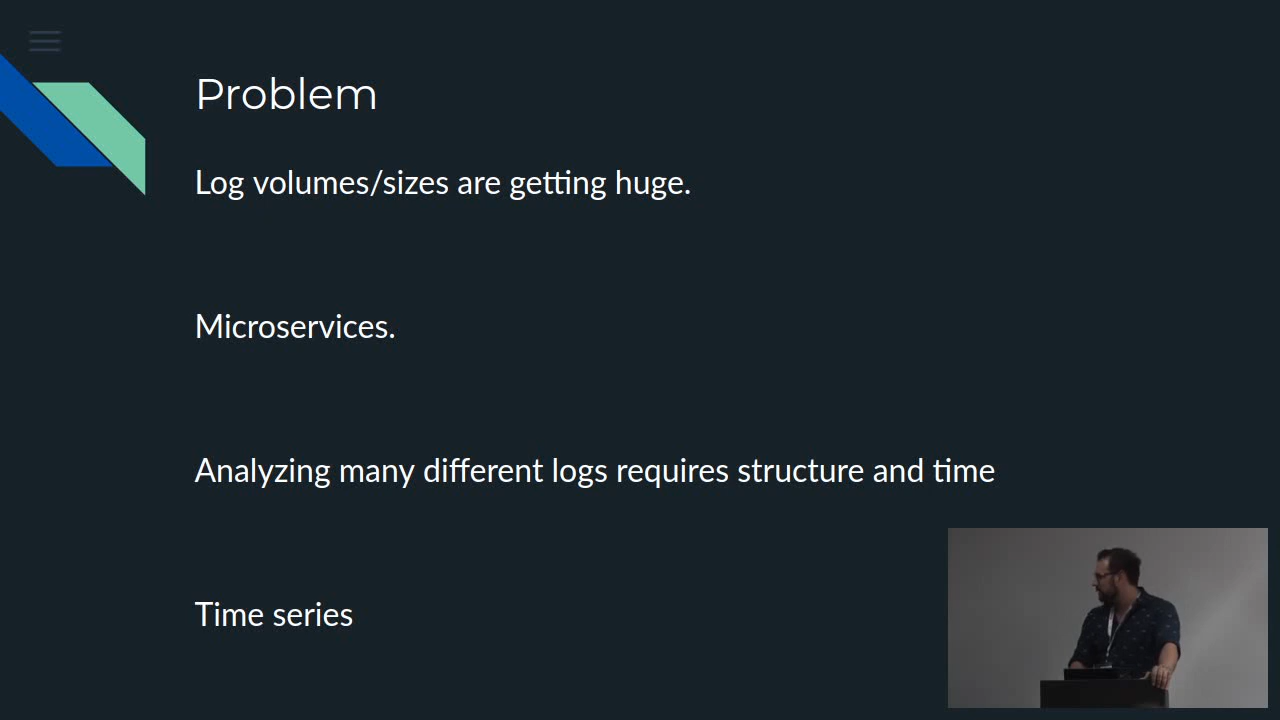 Problem
Log volumes/sizes are getting huge.
Microservices.
Analyzing many different logs requires structure and time
Time series